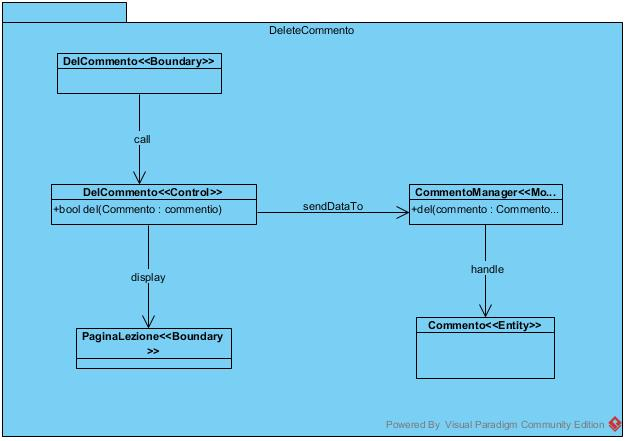 DeleteCommento
DelCommento<<Boundary>>
call
DelCommento<<Control>>
+bool del(Commento : commentio)
sendDataTo
CommentoManager<<Mo...
+del(commento : Commento...
display
handle
PaginaLezione<<Boundary
>>
Commento<<Entity>>
Powered By Visual Paradigm Community Edition